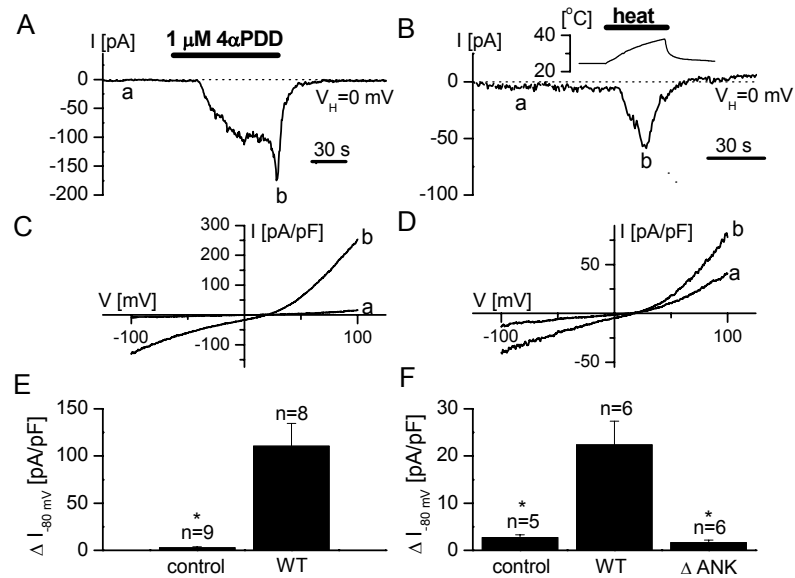 A
I [pA]
1 µM 4αPDD
0
-50
-100
-150
-200
a
b
V_H=0 mV
30 s
B
I [pA]
[°C]
40
20
heat
0
-50
-100
a
b
V_H=0 mV
30 s
C
I [pA/pF]
300
200
100
-100
V [mV]
-100
100
b
a
D
I [pA/pF]
50
-50
V [mV]
-100
100
b
a
E
Δ I_-80 mV [pA/pF]
150
100
50
0
*
n=9
n=8
control
WT
F
Δ I_-80 mV [pA/pF]
30
20
10
0
*
n=5
n=6
*
n=6
control
WT
Δ ANK